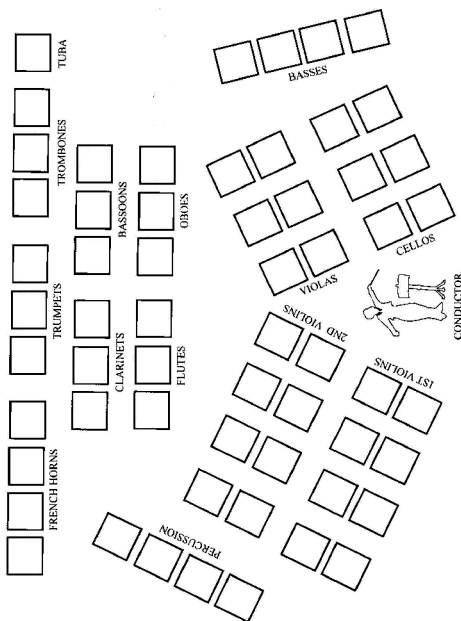 FRENCH HORNS
TRUMPETS
TROMBONES
TUBA
CLARINETS
BASSOONS
FLUTES
OBOES
PERCUSSION
2ND VIOLINS
VIOLAS
BASSES
1ST VIOLINS
CELLOS
CONDUCTOR